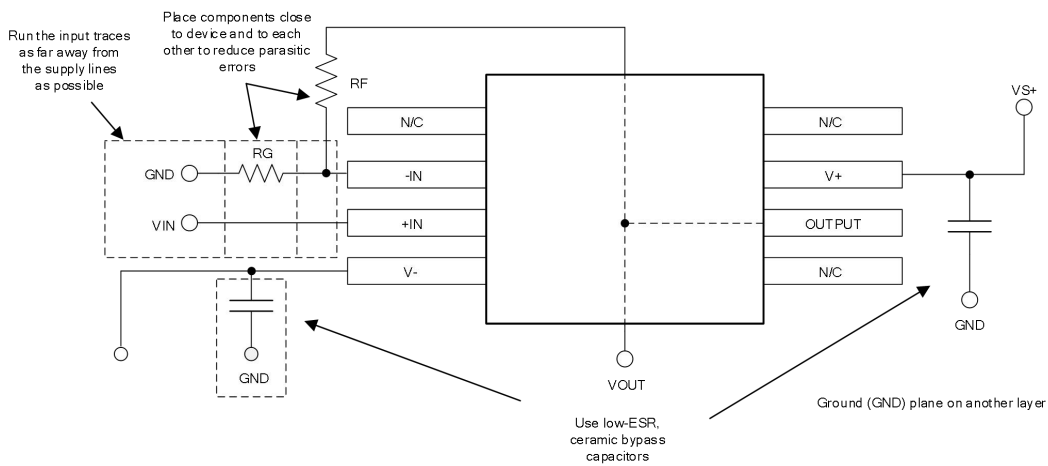 Place components close
to device and to each
other to reduce parasitic
errors
Run the input traces
as far away from
the supply lines
as possible
RF
VS+
N/C
N/C
RG
GND
-IN
V+
VIN
+IN
OUTPUT
V-
N/C
GND
GND
VOUT
Ground (GND) plane on another layer
Use low-ESR,
ceramic bypass
capacitors